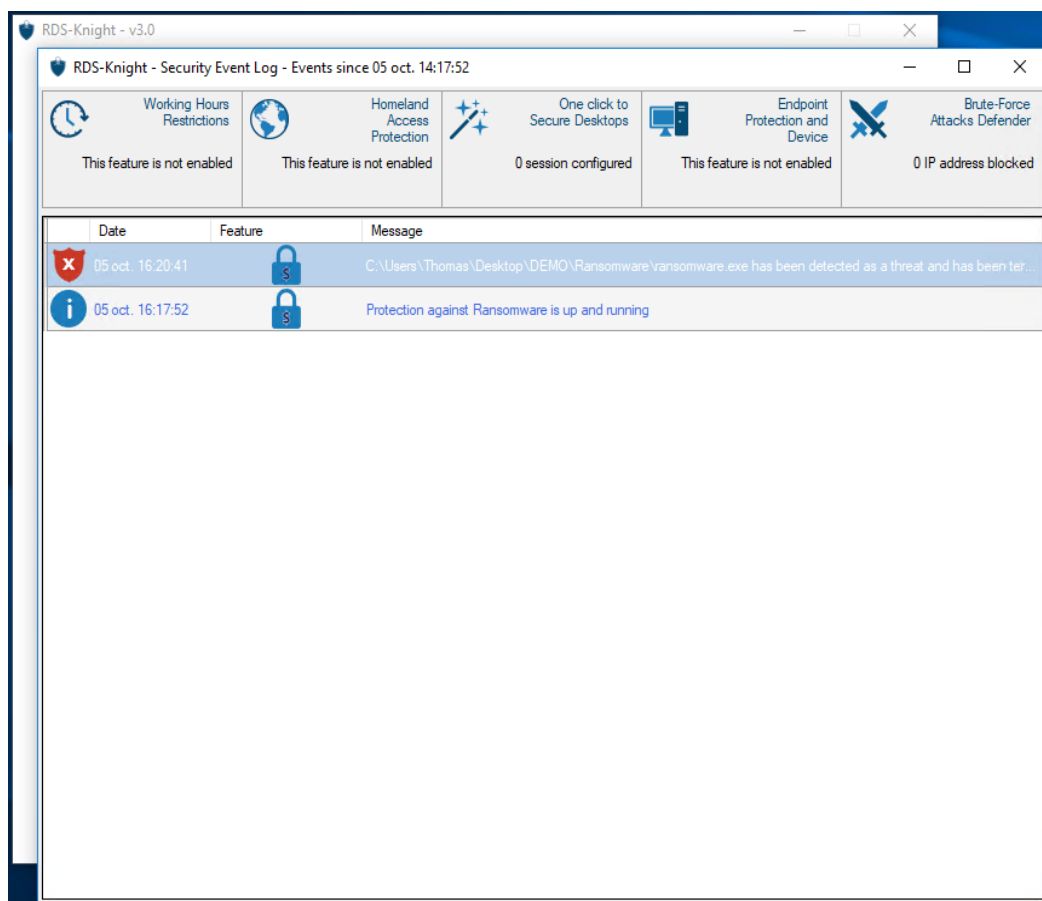 RDS-Knight - v3.0
RDS-Knight - Security Event Log - Events since 05 oct. 14:17:52
Working Hours
Restrictions
This feature is not enabled
Homeland
Access
Protection
This feature is not enabled
One click to
Secure Desktops
0 session configured
Endpoint
Protection and
Device
This feature is not enabled
Brute-Force
Attacks Defender
0 IP address blocked
Date Feature Message
05 oct. 16:20:41 $ C:\Users\Thomas\Desktop\DEMO\Ransomware\ransomware.exe has been detected as a threat and has been ter...
05 oct. 16:17:52 $ Protection against Ransomware is up and running